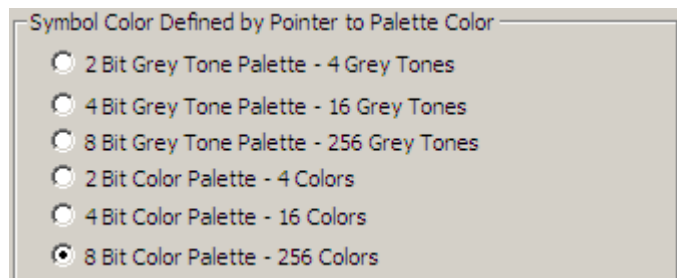 Symbol Color Defined by Pointer to Palette Color
2 Bit Grey Tone Palette - 4 Grey Tones
4 Bit Grey Tone Palette - 16 Grey Tones
8 Bit Grey Tone Palette - 256 Grey Tones
2 Bit Color Palette - 4 Colors
4 Bit Color Palette - 16 Colors
8 Bit Color Palette - 256 Colors